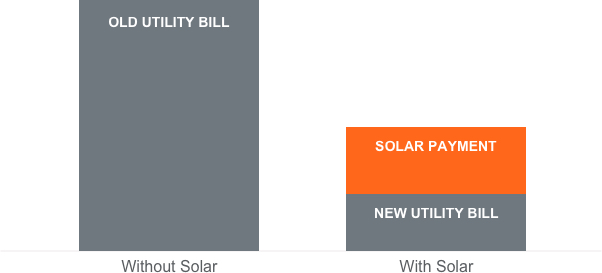 OLD UTILITY BILL
SOLAR PAYMENT
NEW UTILITY BILL
Without Solar
With Solar